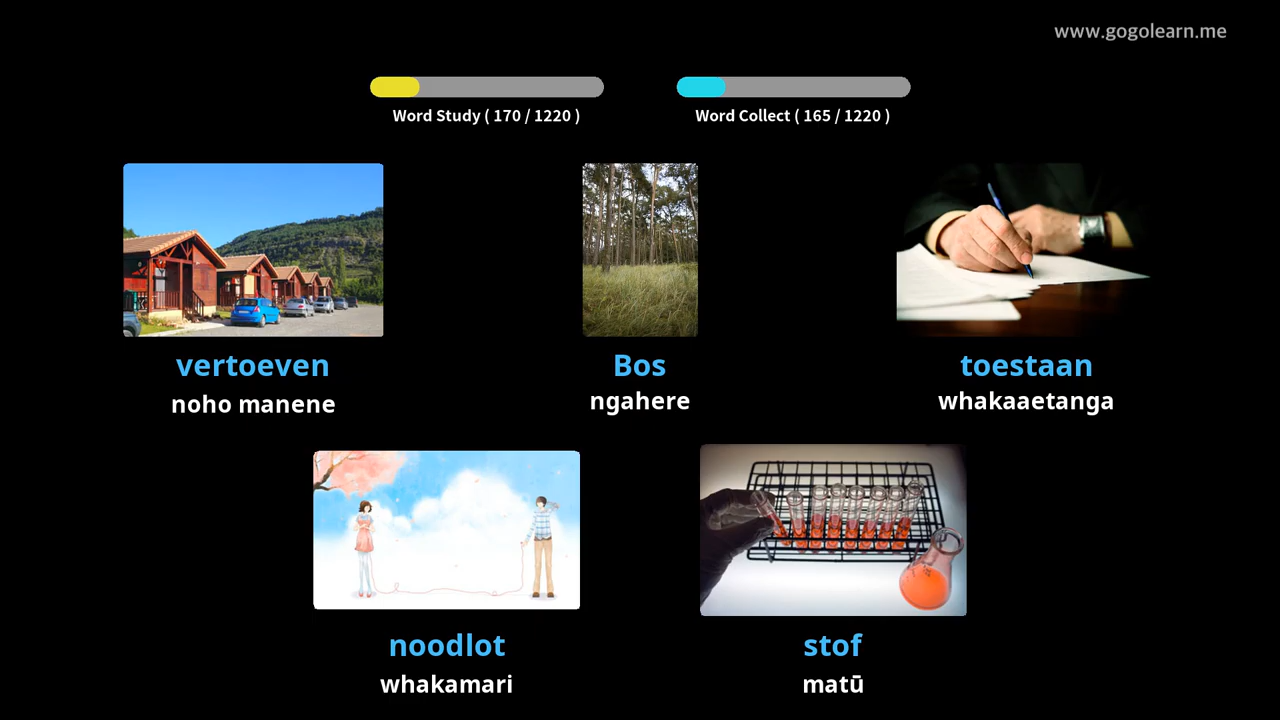 www.gogolearn.me
Word Study ( 170 / 1220 )
Word Collect ( 165 / 1220 )
vertoeven
noho manene
Bos
ngahere
toestaan
whakaaetanga
noodlot
whakamari
stof
matū